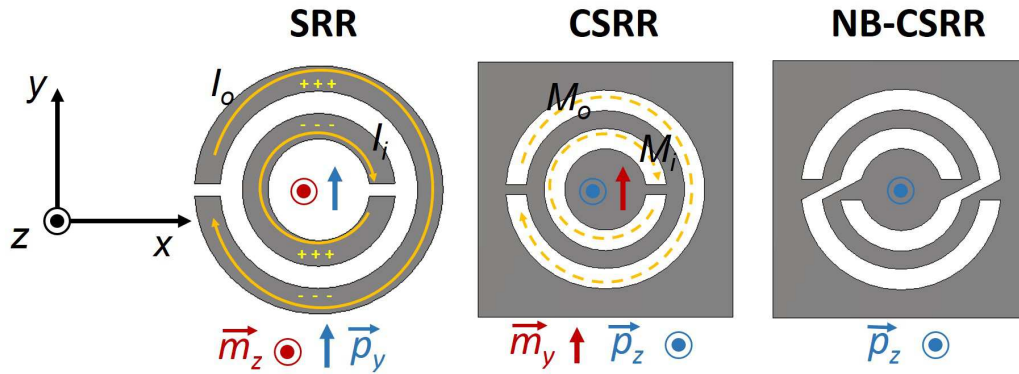 SRR CSRR NB-CSRR
y
I_o
+ + +
- - -
I_i
M_o
M_i
z
x
+ + +
- - -
m_z p_y
m_y p_z
p_z